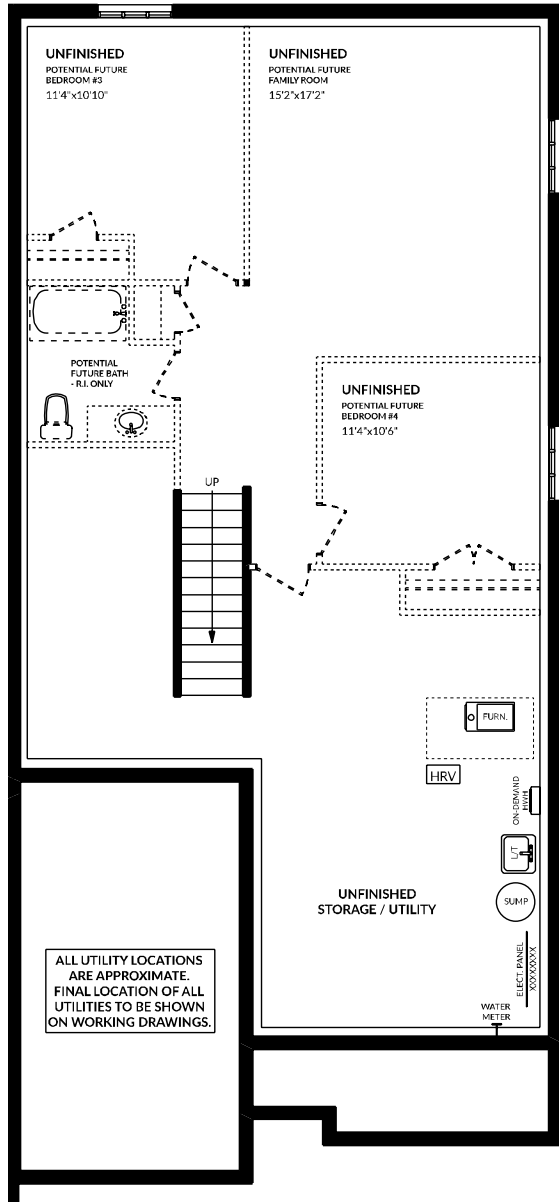 UNFINISHED
POTENTIAL FUTURE
BEDROOM #3
11'4"x10'10"
UNFINISHED
POTENTIAL FUTURE
FAMILY ROOM
15'2"x17'2"
POTENTIAL
FUTURE BATH
- R.I. ONLY
UNFINISHED
POTENTIAL FUTURE
BEDROOM #4
11'4"x10'6"
UP
FURN.
HRV
ON-DEMAND
HWH
L/T
UNFINISHED
STORAGE / UTILITY
SUMP
ELECT. PANEL
XXXXXXXX
WATER
METER
ALL UTILITY LOCATIONS
ARE APPROXIMATE.
FINAL LOCATION OF ALL
UTILITIES TO BE SHOWN
ON WORKING DRAWINGS.